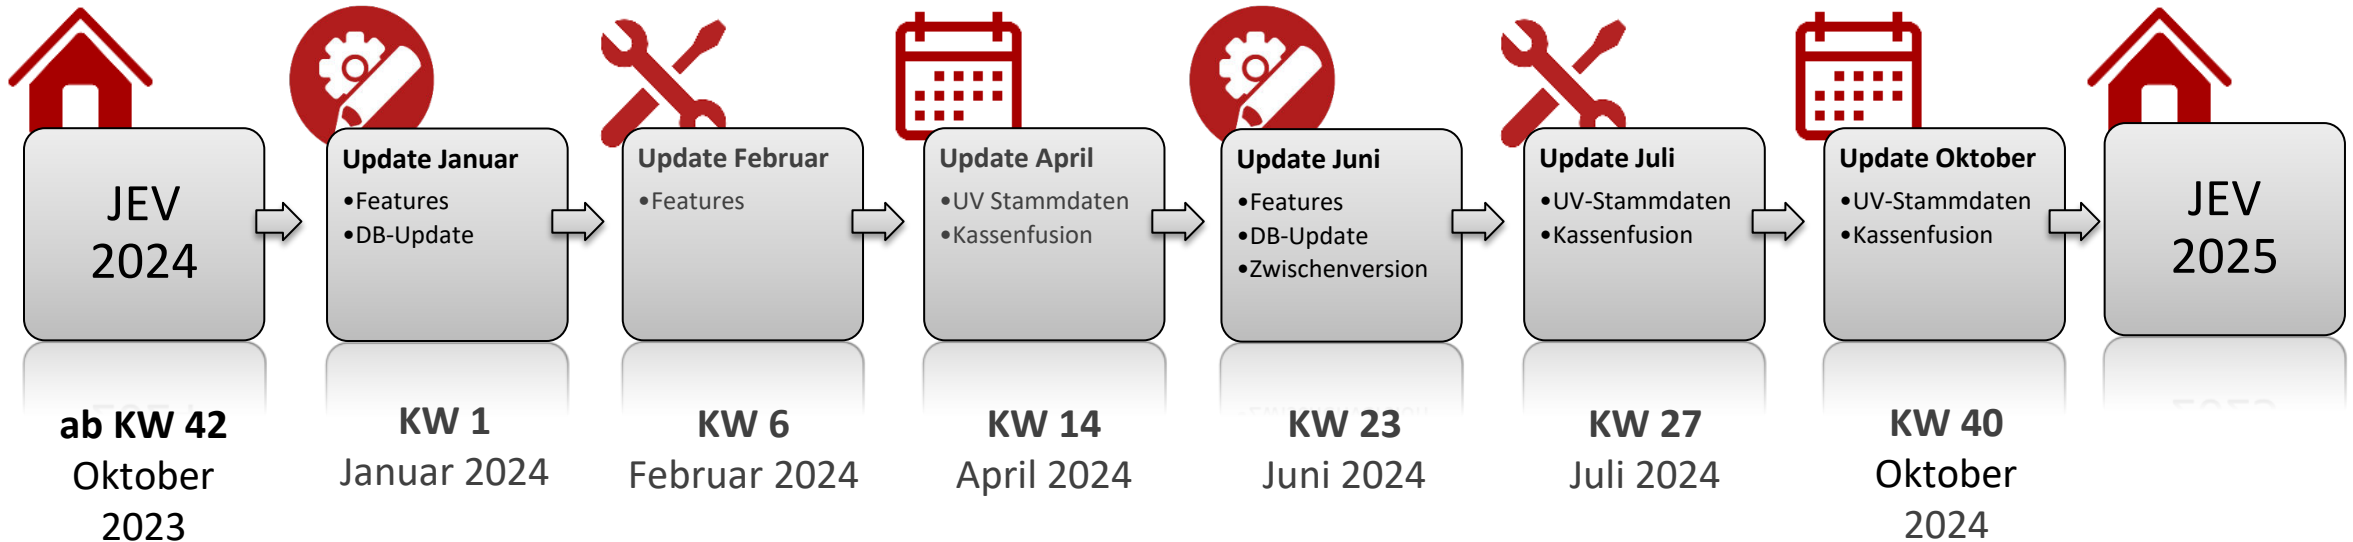 JEV
2024
Update Januar
•Features
•DB-Update
Update Februar
•Features
Update April
•UV Stammdaten
•Kassenfusion
Update Juni
•Features
•DB-Update
•Zwischenversion
Update Juli
•UV-Stammdaten
•Kassenfusion
Update Oktober
•UV-Stammdaten
•Kassenfusion
JEV
2025
ab KW 42
Oktober
2023
KW 1
Januar 2024
KW 6
Februar 2024
KW 14
April 2024
KW 23
Juni 2024
KW 27
Juli 2024
KW 40
Oktober
2024